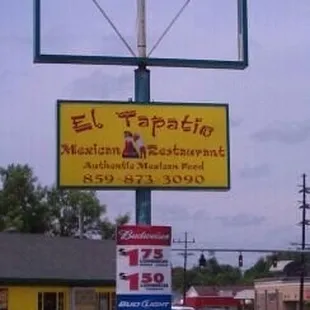 El Tapatio
Mexican Restaurant
Authentic Mexican Food
859-873-3090
Budweiser
$1.75
$1.50
BUD LIGHT